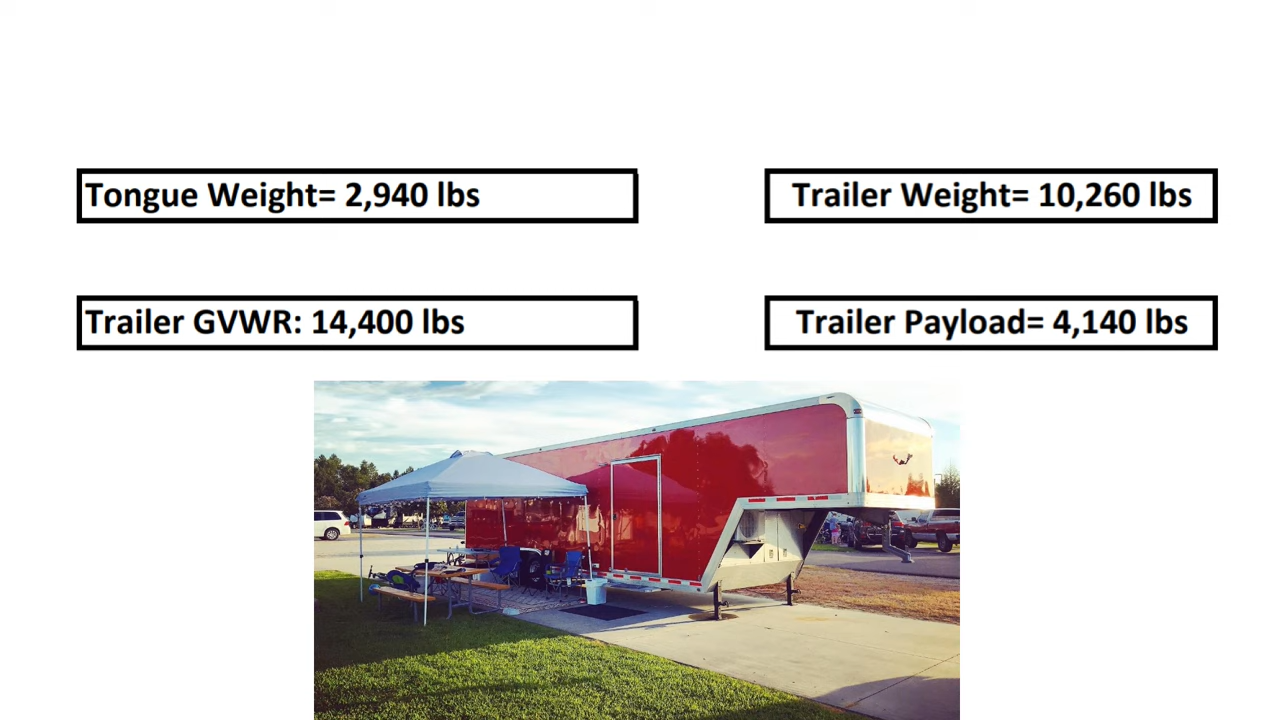 Tongue Weight= 2,940 lbs
Trailer Weight= 10,260 lbs
Trailer GVWR: 14,400 lbs
Trailer Payload= 4,140 lbs